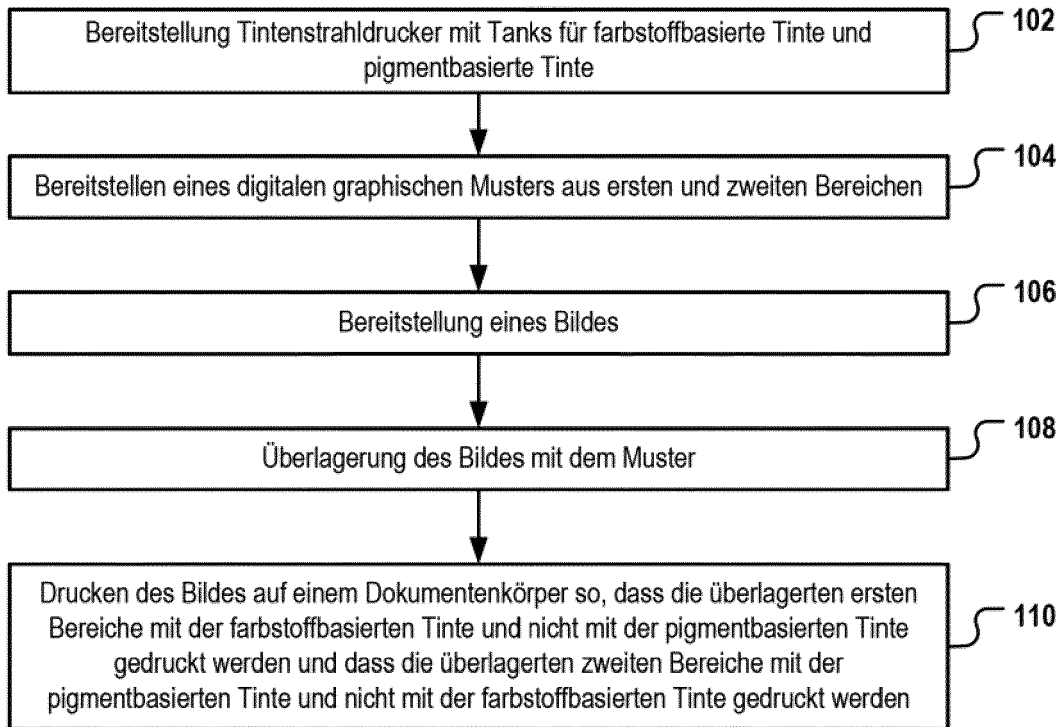 Bereitstellung Tintenstrahldrucker mit Tanks für farbstoffbasierte Tinte und
pigmentbasierte Tinte
102
Bereitstellen eines digitalen graphischen Musters aus ersten und zweiten Bereichen
104
Bereitstellung eines Bildes
106
Überlagerung des Bildes mit dem Muster
108
Drucken des Bildes auf einem Dokumentenkörper so, dass die überlagerten ersten
Bereiche mit der farbstoffbasierten Tinte und nicht mit der pigmentbasierten Tinte
gedruckt werden und dass die überlagerten zweiten Bereiche mit der
pigmentbasierten Tinte und nicht mit der farbstoffbasierten Tinte gedruckt werden
110